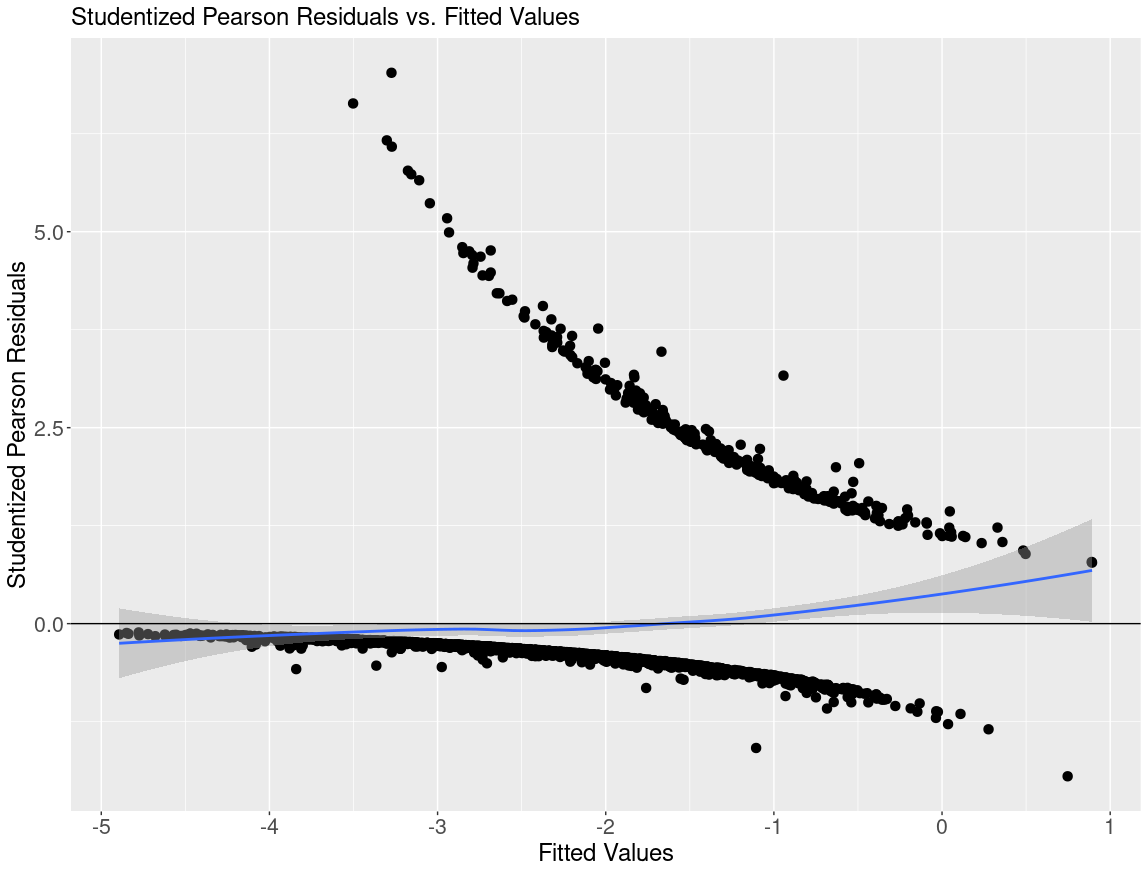 Studentized Pearson Residuals vs. Fitted Values
Studentized Pearson Residuals
5.0
2.5
0.0
-5 -4 -3 -2 -1 0 1
Fitted Values